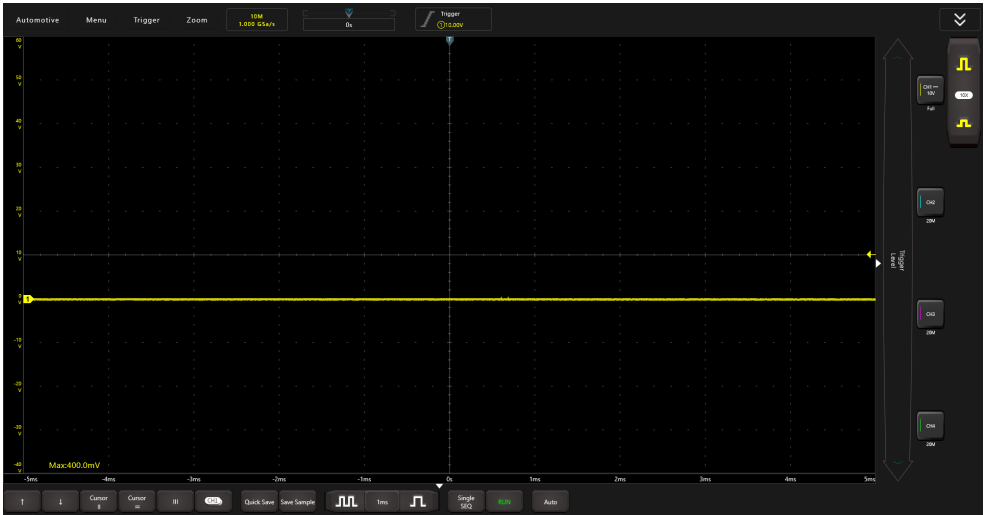 Automotive
Menu
Trigger
Zoom
10M
1.000 GSa/s
0s
Trigger
1 10.00V
T
60
V
50
V
40
V
30
V
20
V
10
V
0
V
-10
V
-20
V
-30
V
-40
V
1
Max:400.0mV
-5ms
-4ms
-3ms
-2ms
-1ms
0s
1ms
2ms
3ms
4ms
5ms
Trigger
Level
CH1
10V
Full
10X
CH2
20M
CH3
20M
CH4
20M
Cursor
Cursor
CH1
Quick Save
Save Sample
1ms
Single
SEQ
RUN
Auto